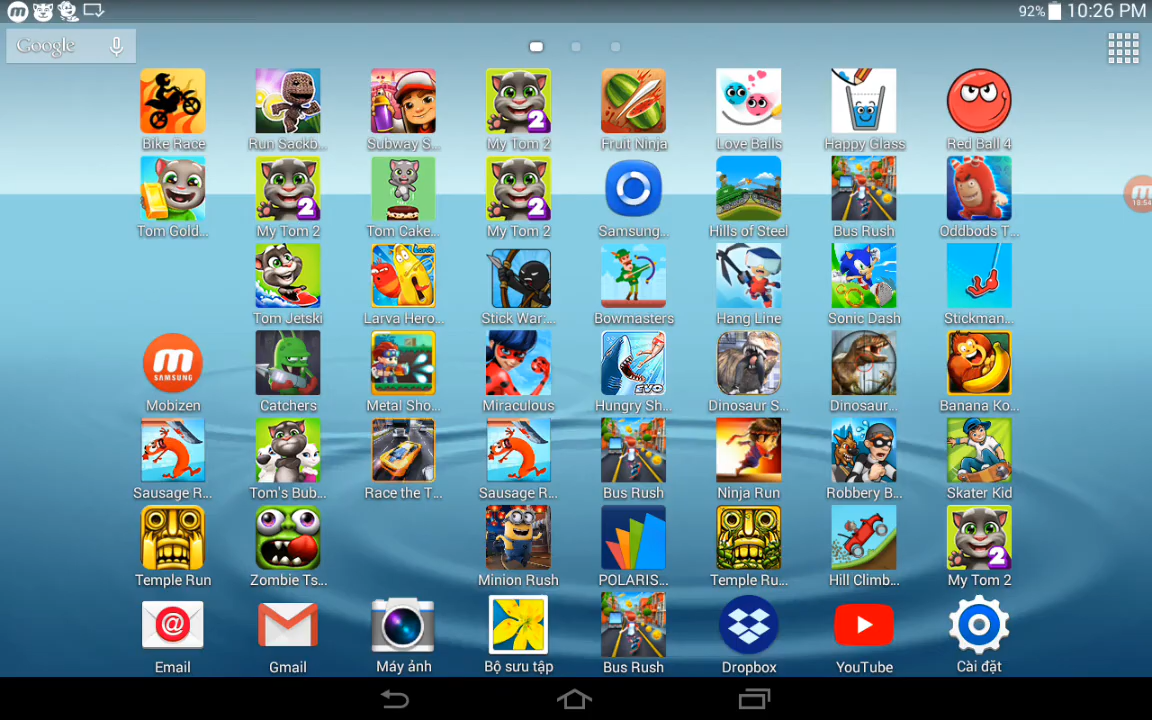 92% 10:26 PM
Google
Bike Race Run Sackb... Subway S... My Tom 2 Fruit Ninja Love Balls Happy Glass Red Ball 4
Tom Gold... My Tom 2 Tom Cake... My Tom 2 Samsung... Hills of Steel Bus Rush Oddbods T...
18:54
Tom Jetski Larva Hero... Stick War:... Bowmasters Hang Line Sonic Dash Stickman...
SAMSUNG
EVO
Mobizen Catchers Metal Sho... Miraculous Hungry Sh... Dinosaur S... Dinosaur... Banana Ko...
Sausage R... Tom's Bub... Race the T... Sausage R... Bus Rush Ninja Run Robbery B... Skater Kid
Temple Run Zombie Ts... Minion Rush POLARIS... Temple Ru... Hill Climb... My Tom 2
Email Gmail Máy ảnh Bộ sưu tập Bus Rush Dropbox YouTube Cài đặt